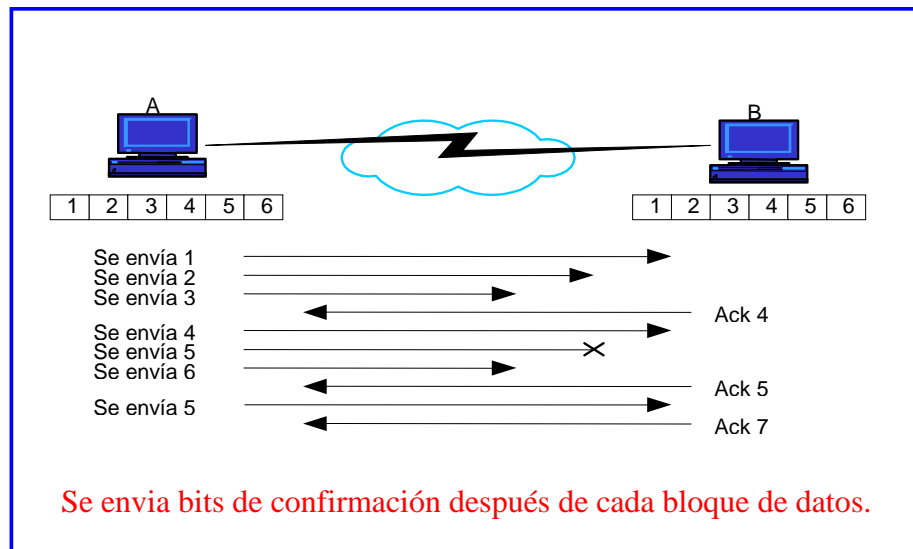 A
B
1 2 3 4 5 6
1 2 3 4 5 6
Se envía 1
Se envía 2
Se envía 3
Ack 4
Se envía 4
Se envía 5
Se envía 6
Ack 5
Se envía 5
Ack 7
Se envia bits de confirmación después de cada bloque de datos.